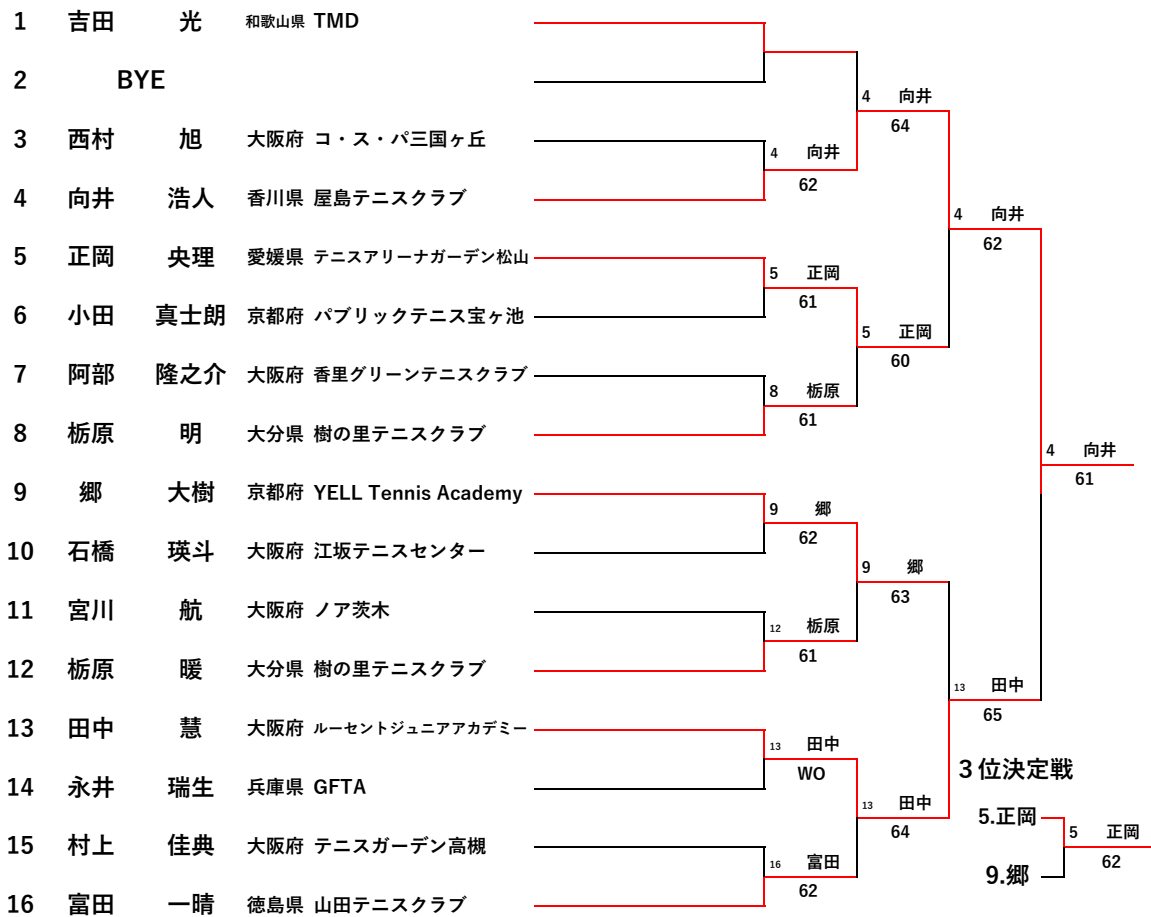 1 吉田 光 和歌山県 TMD
2 BYE
4 向井
64
3 西村 旭 大阪府 コ・ス・パ三国ヶ丘
4 向井
62
4 向井 浩人 香川県 屋島テニスクラブ
4 向井
62
5 正岡 央理 愛媛県 テニスアリーナガーデン松山
5 正岡
61
6 小田 真士朗 京都府 パブリックテニス宝ヶ池
5 正岡
60
7 阿部 隆之介 大阪府 香里グリーンテニスクラブ
8 栃原
61
8 栃原 明 大分県 樹の里テニスクラブ
4 向井
61
9 郷 大樹 京都府 YELL Tennis Academy
9 郷
62
10 石橋 瑛斗 大阪府 江坂テニスセンター
9 郷
63
11 宮川 航 大阪府 ノア茨木
12 栃原
61
12 栃原 暖 大分県 樹の里テニスクラブ
13 田中
65
13 田中 慧 大阪府 ルーセントジュニアアカデミー
13 田中
WO
14 永井 瑞生 兵庫県 GFTA
13 田中
64
15 村上 佳典 大阪府 テニスガーデン高槻
16 富田
62
16 富田 一晴 徳島県 山田テニスクラブ
３位決定戦
5.正岡
5 正岡
62
9.郷